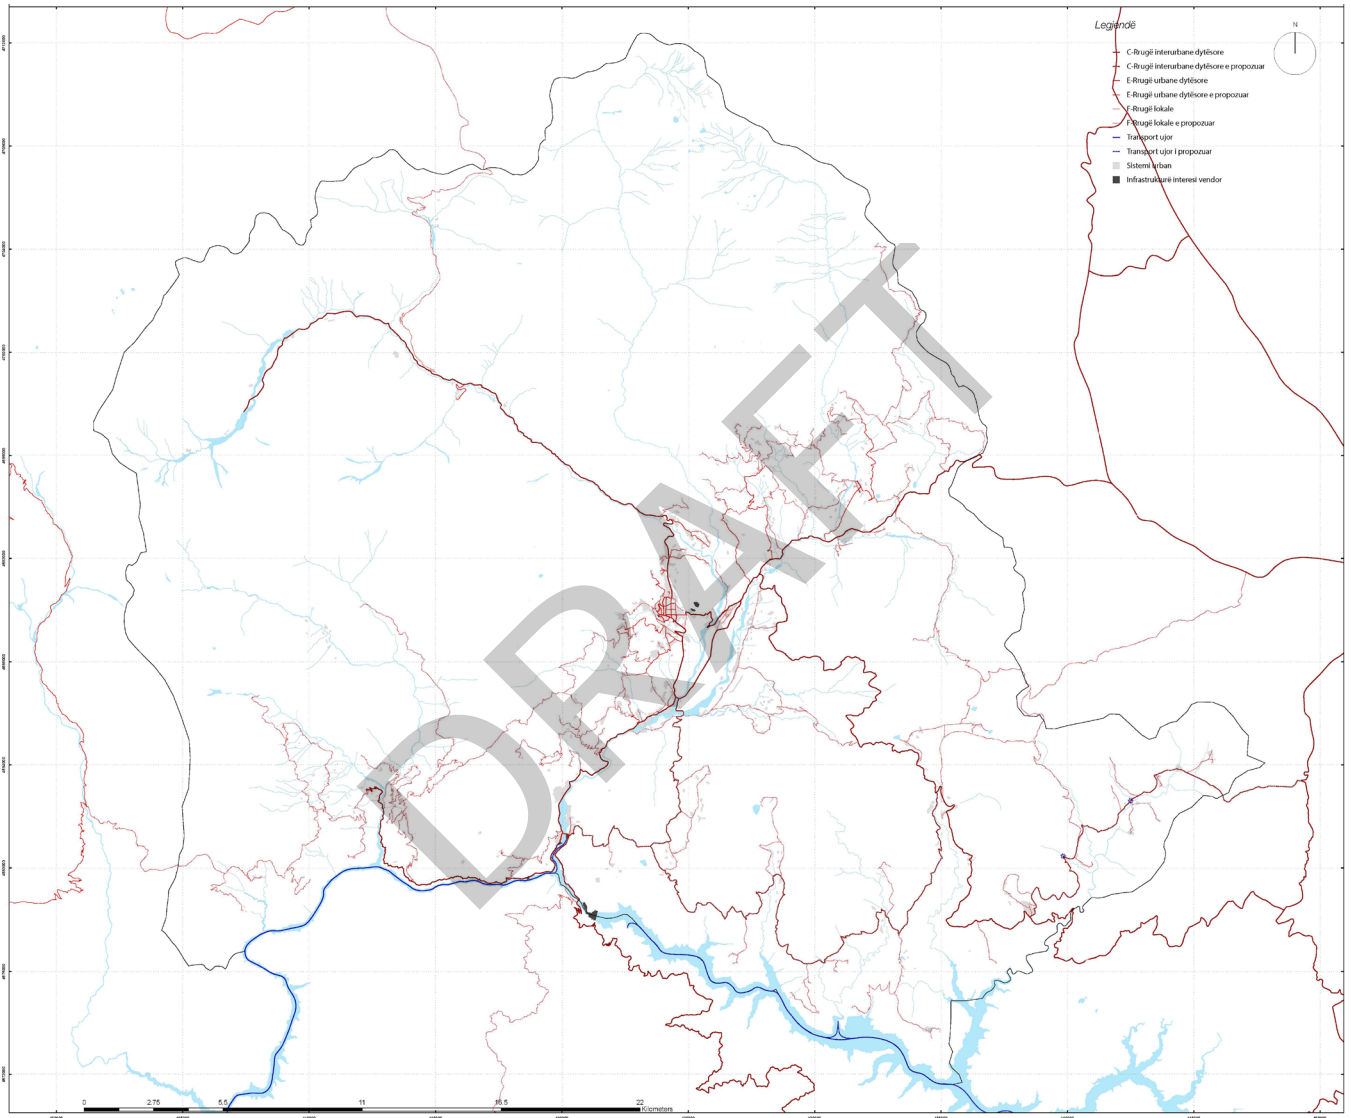 Legjendë
N
C-Rrugë interurbane dytësore
C-Rrugë interurbane dytësore e propozuar
E-Rrugë urbane dytësore
E-Rrugë urbane dytësore e propozuar
F-Rrugë lokale
F-Rrugë lokale e propozuar
Transport ujor
Transport ujor i propozuar
Sistemi urban
Infrastrukturë interesi vendor
DRAFT
0 2.75 5.5 11 16.5 22
Kilometers